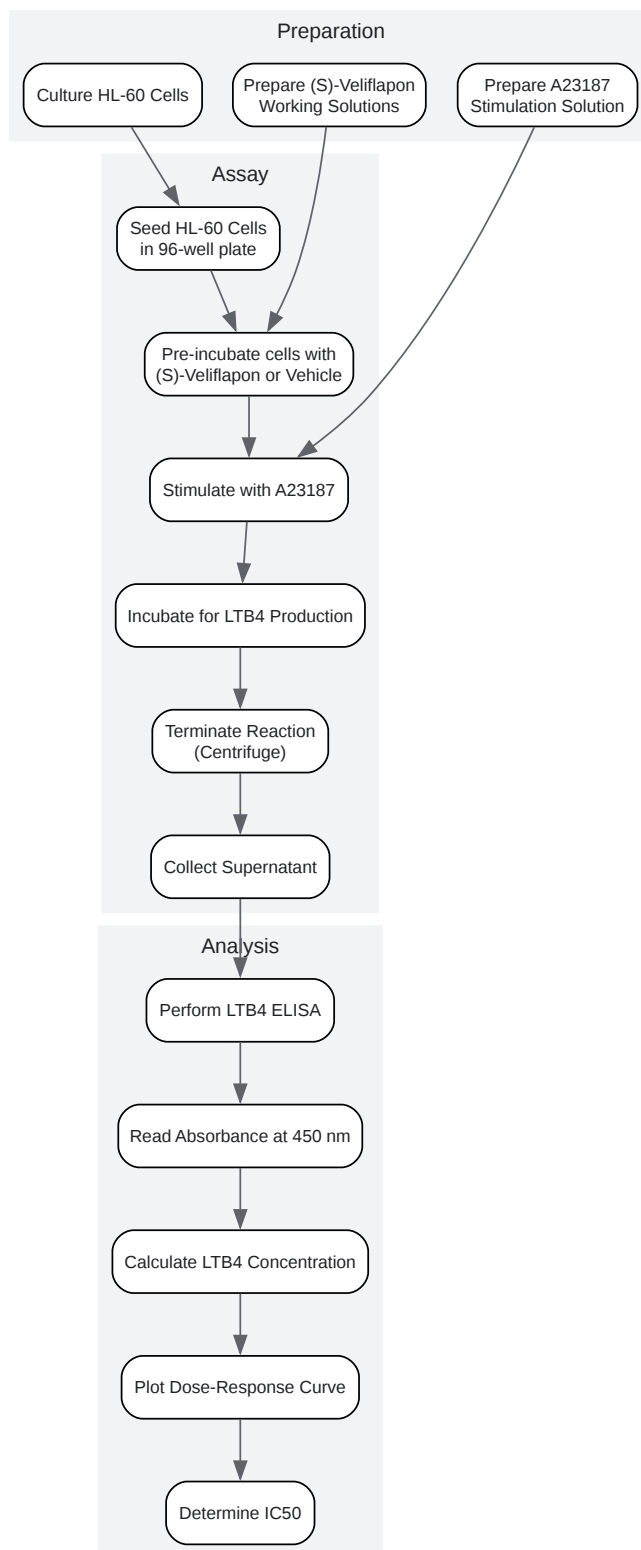 Preparation
Culture HL-60 Cells
Prepare (S)-Veliflapon
Working Solutions
Prepare A23187
Stimulation Solution
Assay
Seed HL-60 Cells
in 96-well plate
Pre-incubate cells with
(S)-Veliflapon or Vehicle
Stimulate with A23187
Incubate for LTB4 Production
Terminate Reaction
(Centrifuge)
Collect Supernatant
Analysis
Perform LTB4 ELISA
Read Absorbance at 450 nm
Calculate LTB4 Concentration
Plot Dose-Response Curve
Determine IC50